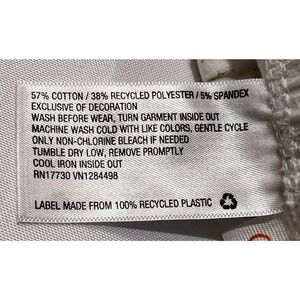 57% COTTON / 38% RECYCLED POLYESTER / 5% SPANDEX
EXCLUSIVE OF DECORATION
WASH BEFORE WEAR, TURN GARMENT INSIDE OUT
MACHINE WASH COLD WITH LIKE COLORS, GENTLE CYCLE
ONLY NON-CHLORINE BLEACH IF NEEDED
TUMBLE DRY LOW, REMOVE PROMPTLY
COOL IRON INSIDE OUT
RN17730 VN1284498
LABEL MADE FROM 100% RECYCLED PLASTIC